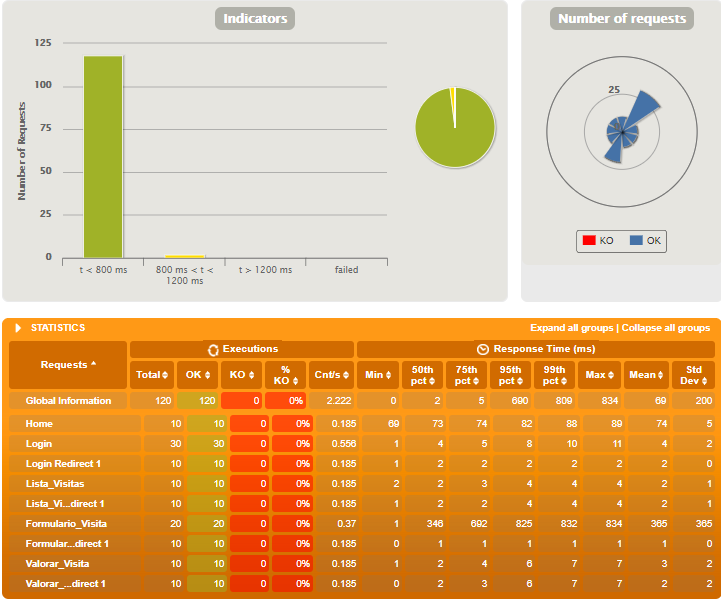 Indicators
Number of requests
125
100
75
50
25
0
Number of Requests
t < 800 ms
800 ms < t < 1200 ms
t > 1200 ms
failed
25
KO
OK
STATISTICS
Expand all groups | Collapse all groups
Requests
Executions
Response Time (ms)
Total OK KO % KO Cnt/s Min 50th pct 75th pct 95th pct 99th pct Max Mean Std Dev
Global Information 120 120 0 0% 2.222 0 2 5 690 809 834 69 200
Home 10 10 0 0% 0.185 69 73 74 82 88 89 74 5
Login 30 30 0 0% 0.556 1 4 5 8 10 11 4 2
Login Redirect 1 10 10 0 0% 0.185 1 2 2 2 2 2 2 0
Lista_Visitas 10 10 0 0% 0.185 2 2 3 4 4 4 2 1
Lista_Vi...direct 1 10 10 0 0% 0.185 1 2 2 4 4 4 2 1
Formulario_Visita 20 20 0 0% 0.37 1 346 692 825 832 834 365 365
Formular...direct 1 10 10 0 0% 0.185 0 1 1 1 1 1 1 0
Valorar_Visita 10 10 0 0% 0.185 1 2 4 6 7 7 3 2
Valorar_...direct 1 10 10 0 0% 0.185 0 2 3 6 7 7 2 2